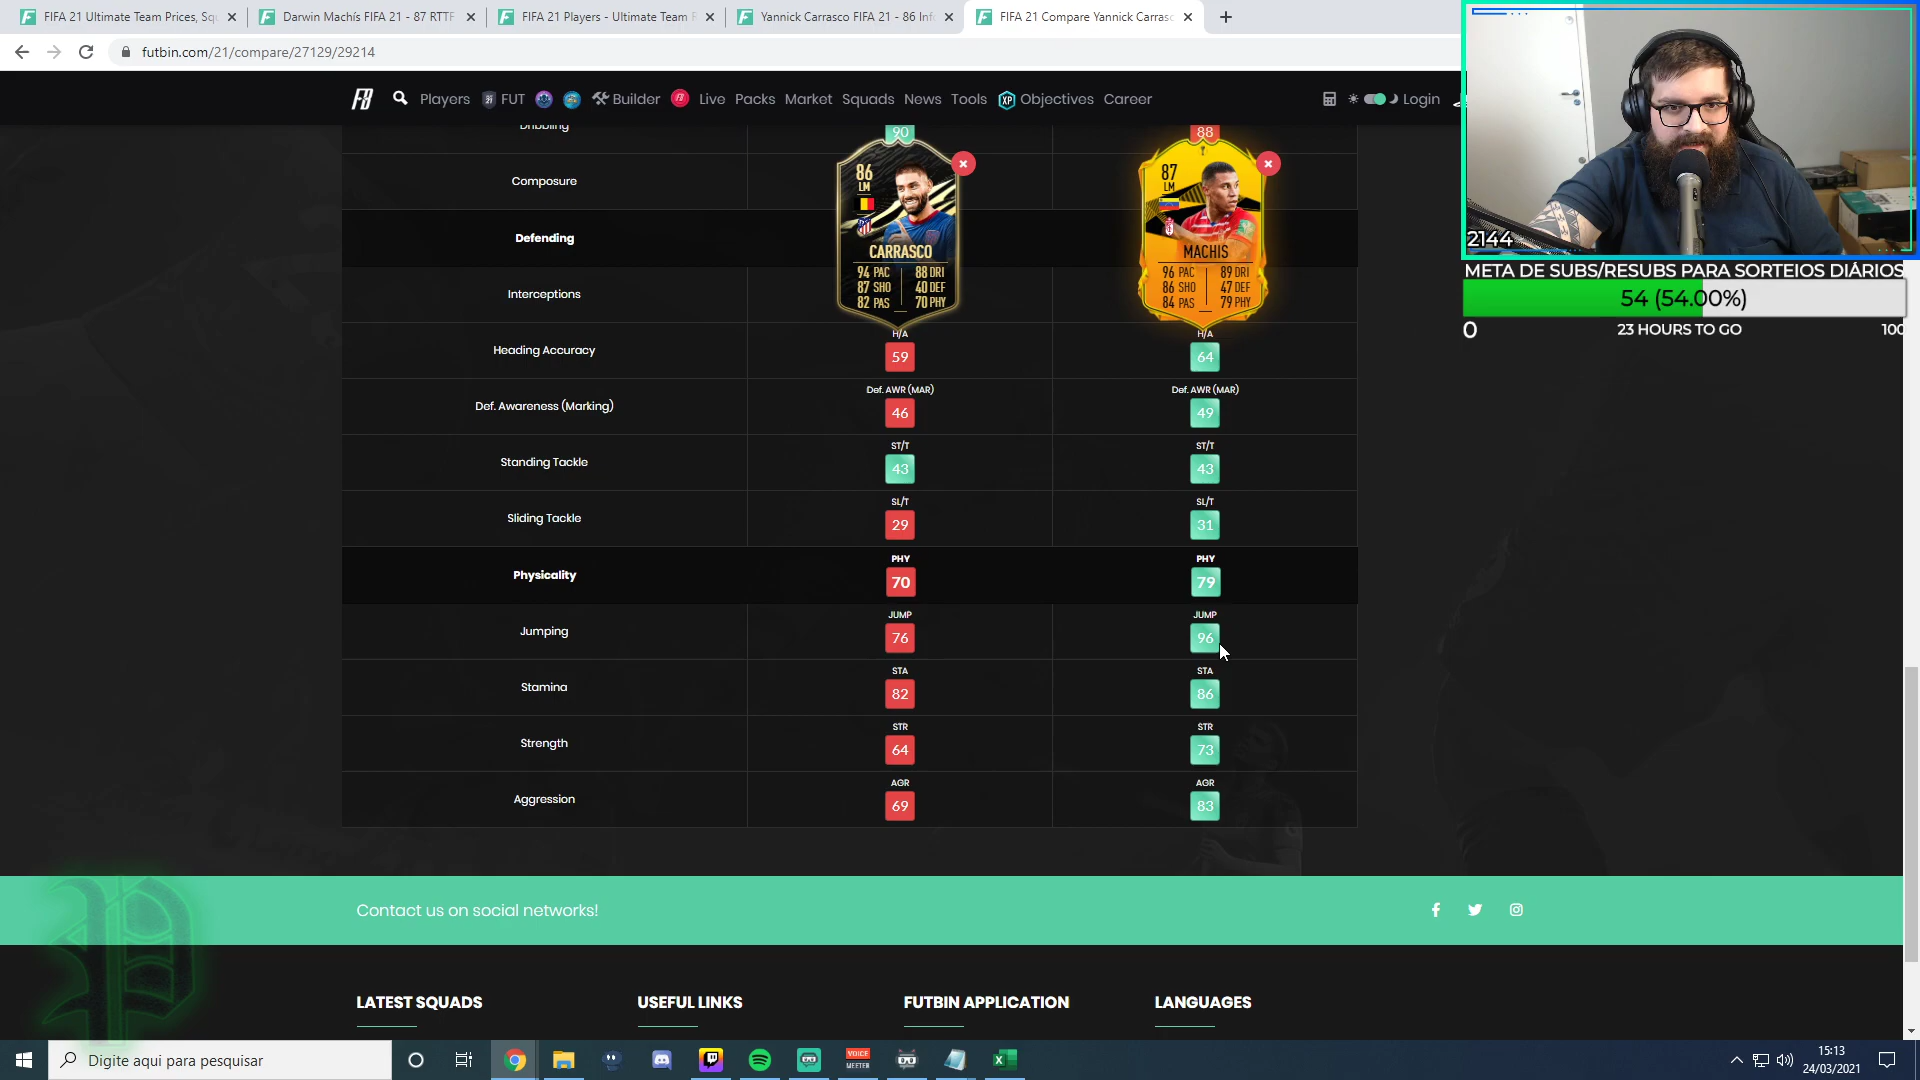 FIFA 21 Ultimate Team Prices, Sq
Darwin Machís FIFA 21 - 87 RTTF
FIFA 21 Players - Ultimate Team
Yannick Carrasco FIFA 21 - 86 Inf
FIFA 21 Compare Yannick Carrasc
futbin.com/21/compare/27129/29214
Players FUT Builder Live Packs Market Squads News Tools XP Objectives Career Login
Dribbling 90 88
Composure
Defending
Interceptions
86 LM
CARRASCO
94 PAC 88 DRI
87 SHO 40 DEF
82 PAS 70 PHY
87 LM
MACHIS
96 PAC 89 DRI
86 SHO 47 DEF
84 PAS 79 PHY
H/A H/A
Heading Accuracy 59 64
Def. AWR (MAR) Def. AWR (MAR)
Def. Awareness (Marking) 46 49
ST/T ST/T
Standing Tackle 43 43
SL/T SL/T
Sliding Tackle 29 31
PHY PHY
Physicality 70 79
JUMP JUMP
Jumping 76 96
STA STA
Stamina 82 86
STR STR
Strength 64 73
AGR AGR
Aggression 69 83
Contact us on social networks!
LATEST SQUADS USEFUL LINKS FUTBIN APPLICATION LANGUAGES
2144
META DE SUBS/RESUBS PARA SORTEIOS DIÁRIOS
54 (54.00%)
0 23 HOURS TO GO 100
Digite aqui para pesquisar
VOICE
MEETER
15:13
24/03/2021